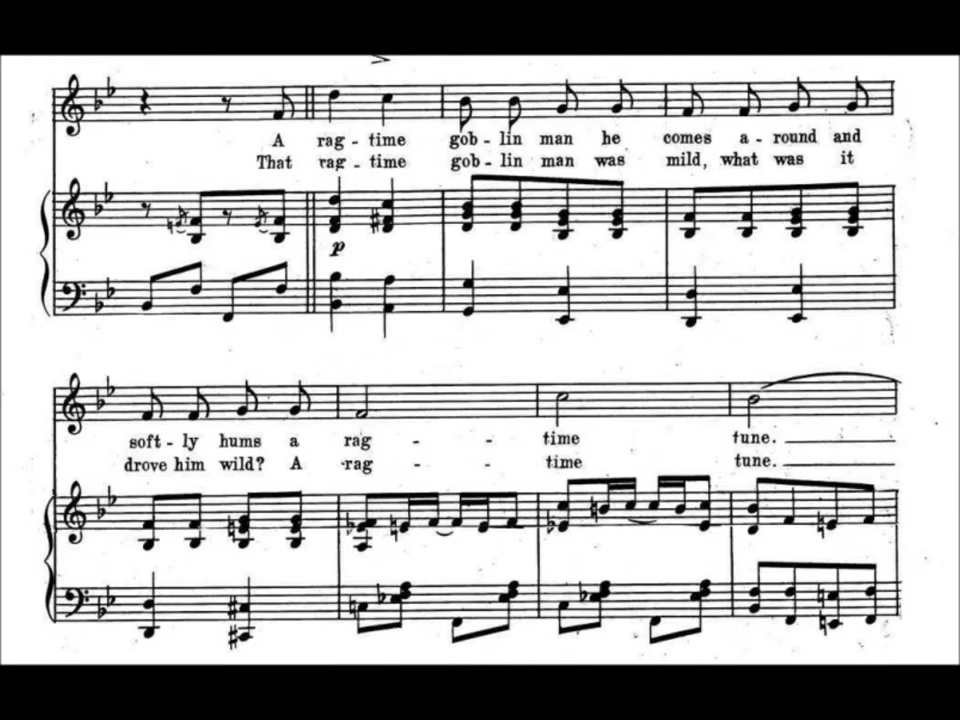 A rag - time gob - lin man he comes a - round and
That rag - time gob - lin man was mild, what was it
p
soft - ly hums a rag - - time tune.
drove him wild? A rag - - time tune.